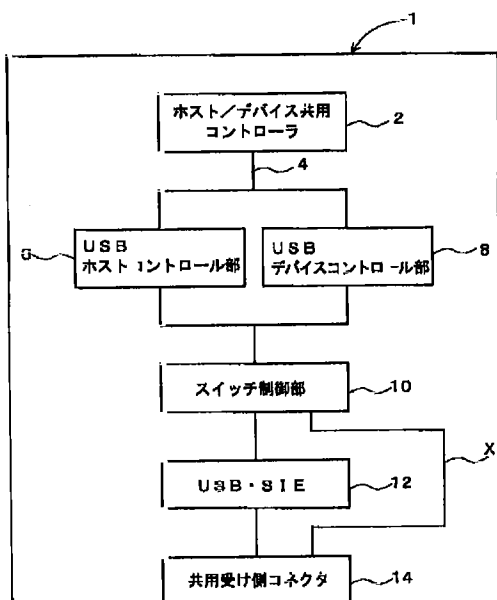 1
ホスト／デバイス共用
コントローラ
2
4
USB
ホストコントロール部
USB
デバイスコントロール部
8
スイッチ制御部
10
X
USB・SIE
12
共用受け側コネクタ
14